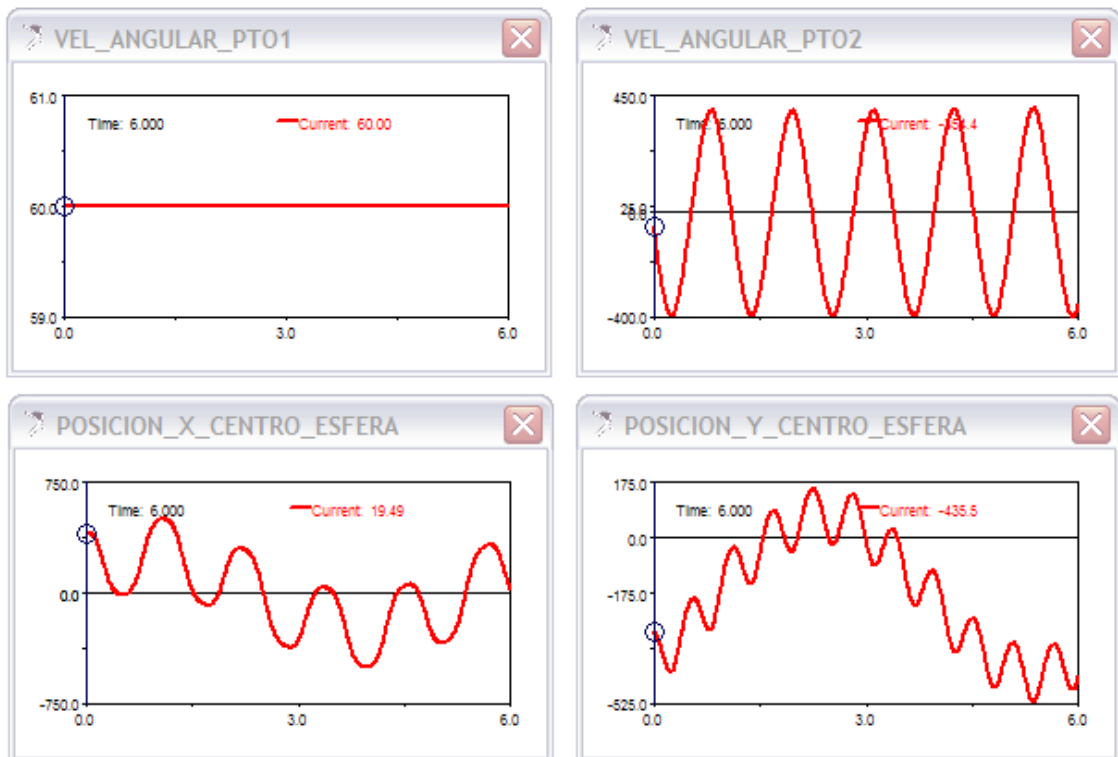 VEL_ANGULAR_PTO1
61.0
Time: 6.000 Current: 60.00
60.0
59.0
0.0 3.0 6.0
VEL_ANGULAR_PTO2
450.0
Time: 6.000 Current:
25.0
-400.0
0.0 3.0 6.0
POSICION_X_CENTRO_ESFERA
750.0
Time: 6.000 Current: 19.49
0.0
-750.0
0.0 3.0 6.0
POSICION_Y_CENTRO_ESFERA
175.0
Time: 6.000 Current: -435.5
0.0
-175.0
-525.0
0.0 3.0 6.0